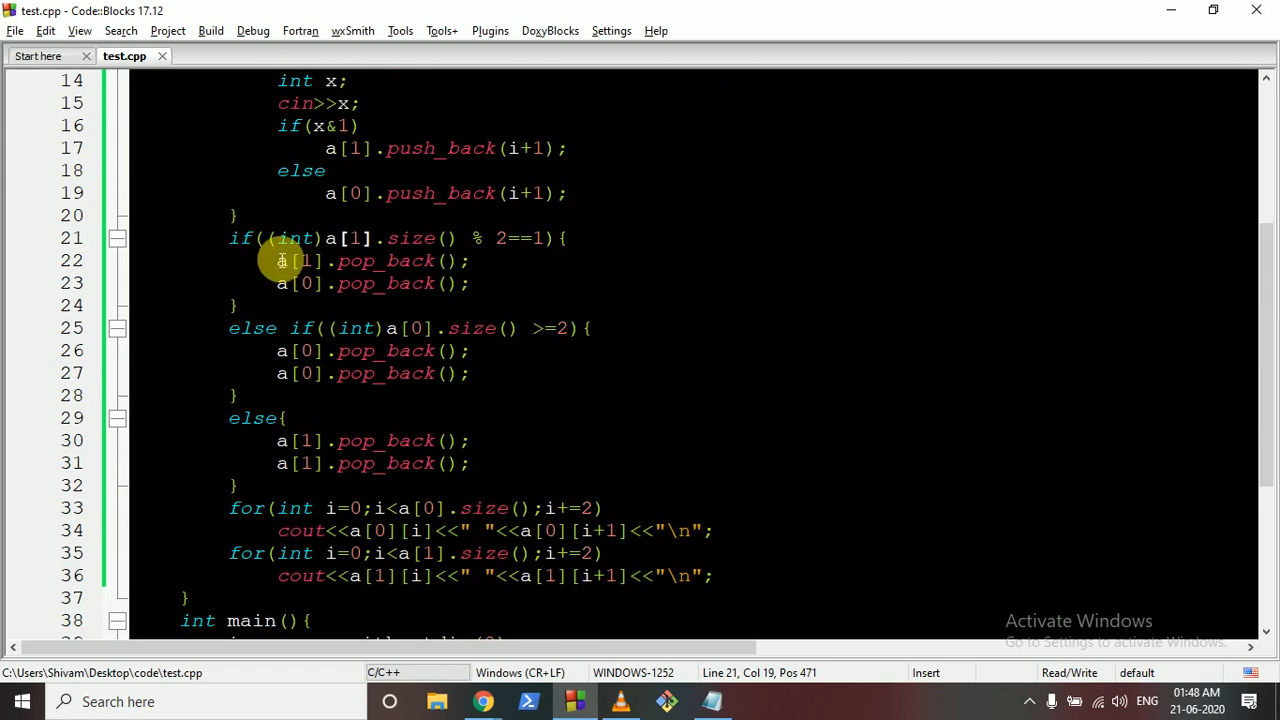 test.cpp - Code::Blocks 17.12
File Edit View Search Project Build Debug Fortran wxSmith Tools Tools+ Plugins DoxyBlocks Settings Help
Start here test.cpp
14 int x;
15 cin>>x;
16 if(x&1)
17 a[1].push_back(i+1);
18 else
19 a[0].push_back(i+1);
20 }
21 if((int)a[1].size() % 2==1){
22 a[1].pop_back();
23 a[0].pop_back();
24 }
25 else if((int)a[0].size() >=2){
26 a[0].pop_back();
27 a[0].pop_back();
28 }
29 else{
30 a[1].pop_back();
31 a[1].pop_back();
32 }
33 for(int i=0;i<a[0].size();i+=2)
34 cout<<a[0][i]<<" "<<a[0][i+1]<<"\n";
35 for(int i=0;i<a[1].size();i+=2)
36 cout<<a[1][i]<<" "<<a[1][i+1]<<"\n";
37 }
38 int main(){
Activate Windows
Go to Settings to activate Windows.
C:\Users\Shivam\Desktop\code\test.cpp C/C++ Windows (CR+LF) WINDOWS-1252 Line 21, Col 19, Pos 471 Insert Read/Write default
Search here ENG 01:48 AM 21-06-2020